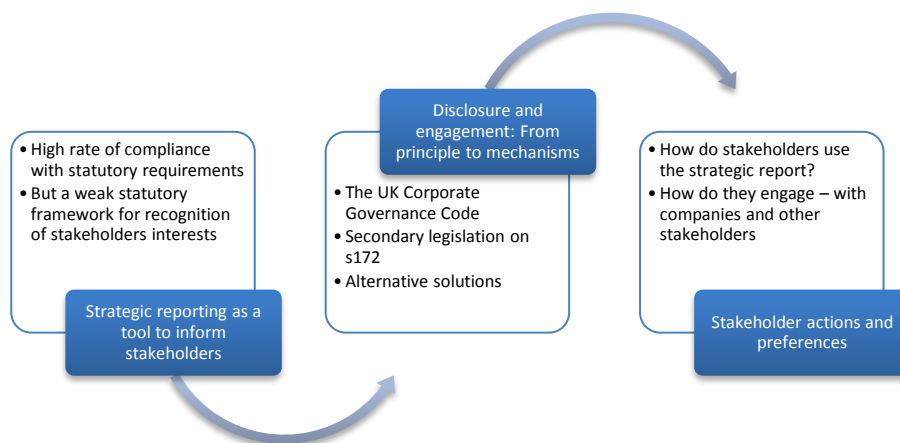 • High rate of compliance
with statutory requirements
• But a weak statutory
framework for recognition
of stakeholders interests
Strategic reporting as a
tool to inform
stakeholders
Disclosure and
engagement: From
principle to mechanisms
• The UK Corporate
Governance Code
• Secondary legislation on
s172
• Alternative solutions
• How do stakeholders use
the strategic report?
• How do they engage – with
companies and other
stakeholders
Stakeholder actions and
preferences